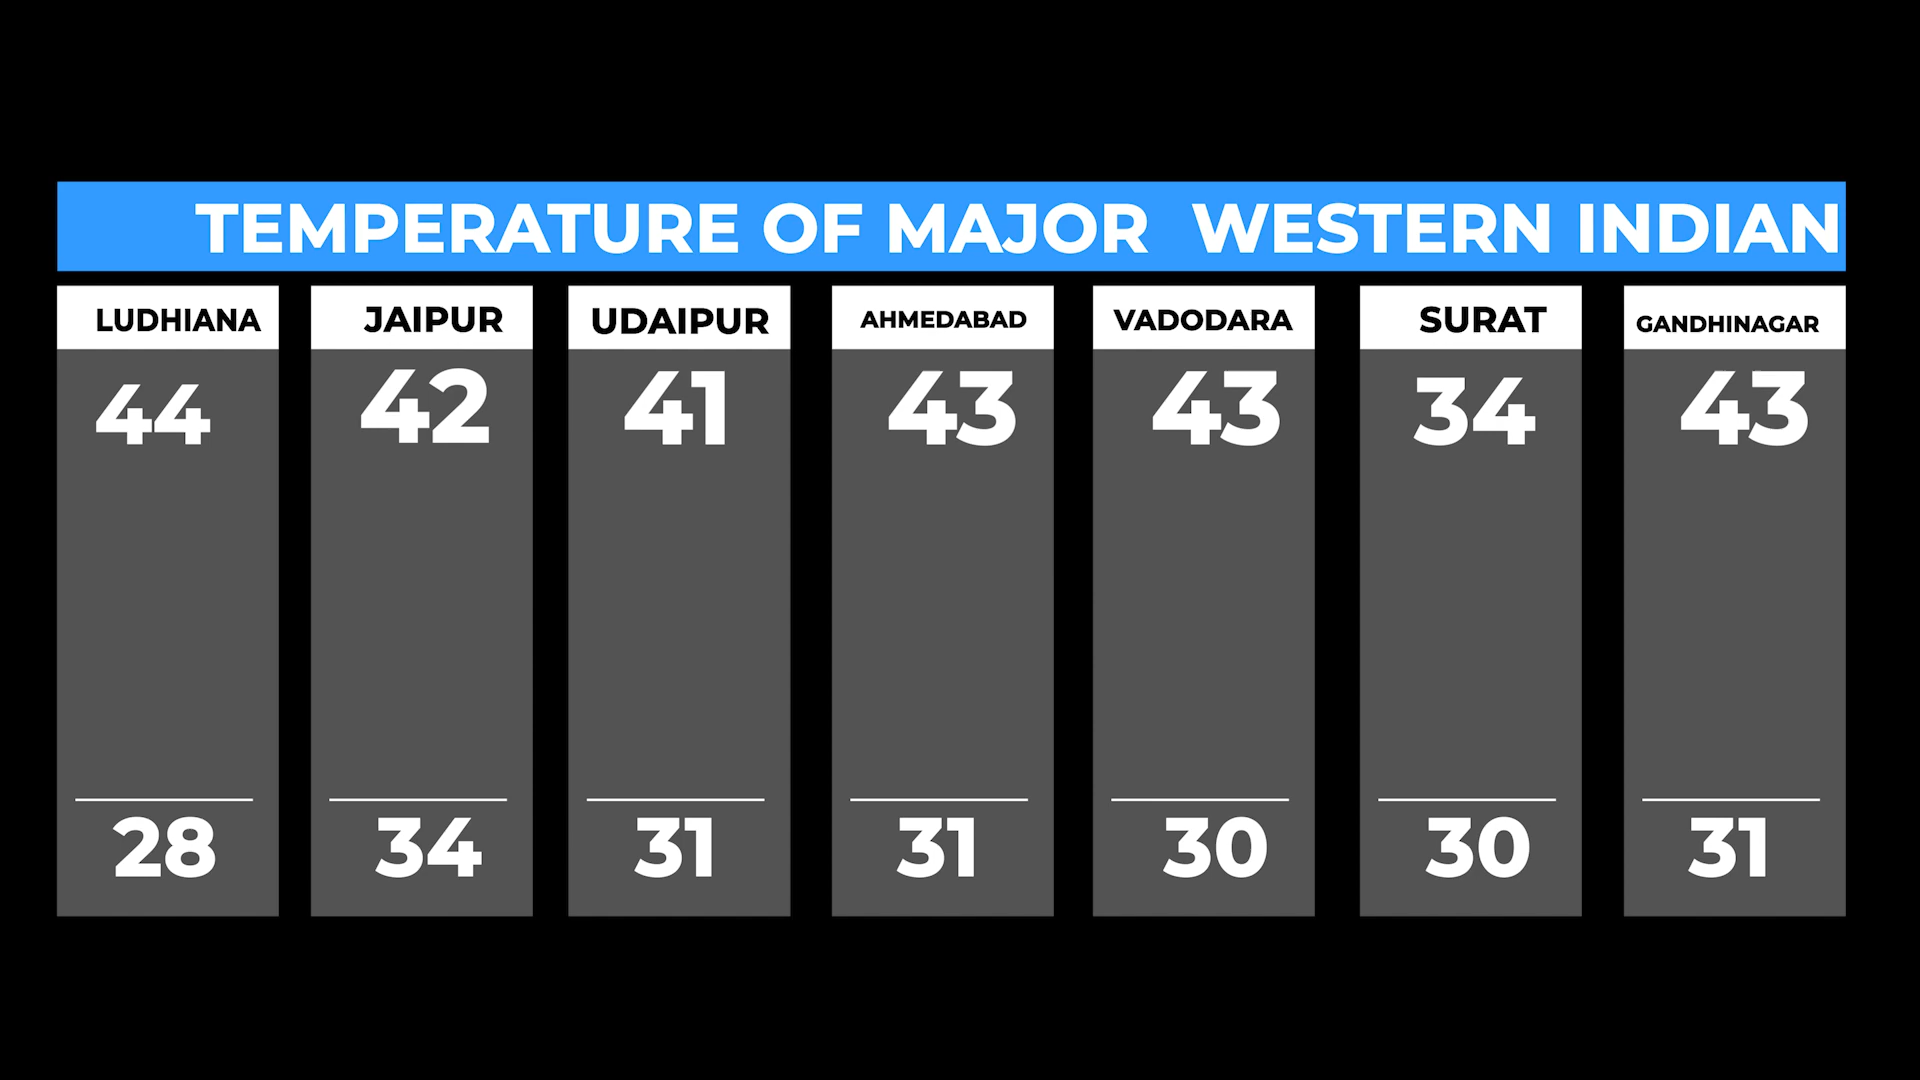 TEMPERATURE OF MAJOR WESTERN INDIAN
LUDHIANA JAIPUR UDAIPUR AHMEDABAD VADODARA SURAT GANDHINAGAR
44 42 41 43 43 34 43
28 34 31 31 30 30 31